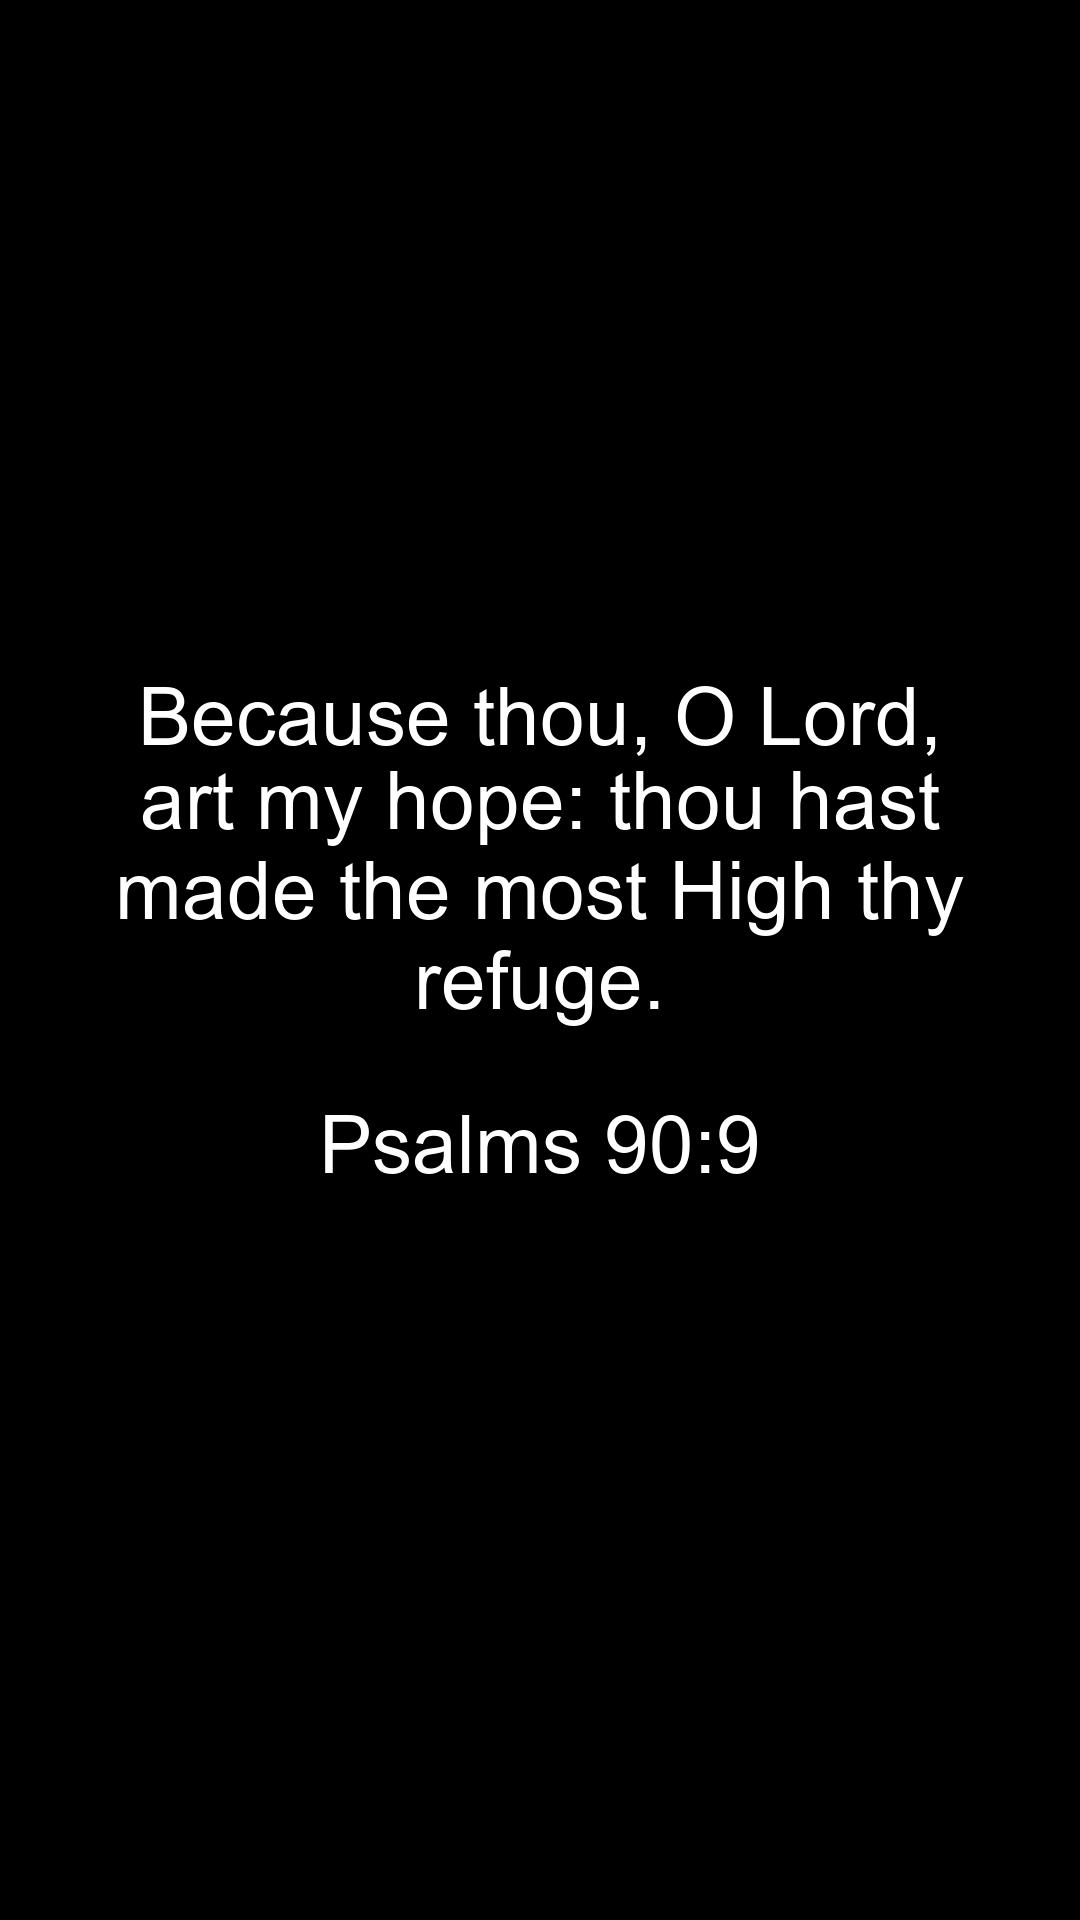 Because thou, O Lord,
art my hope: thou hast
made the most High thy
refuge.
Psalms 90:9